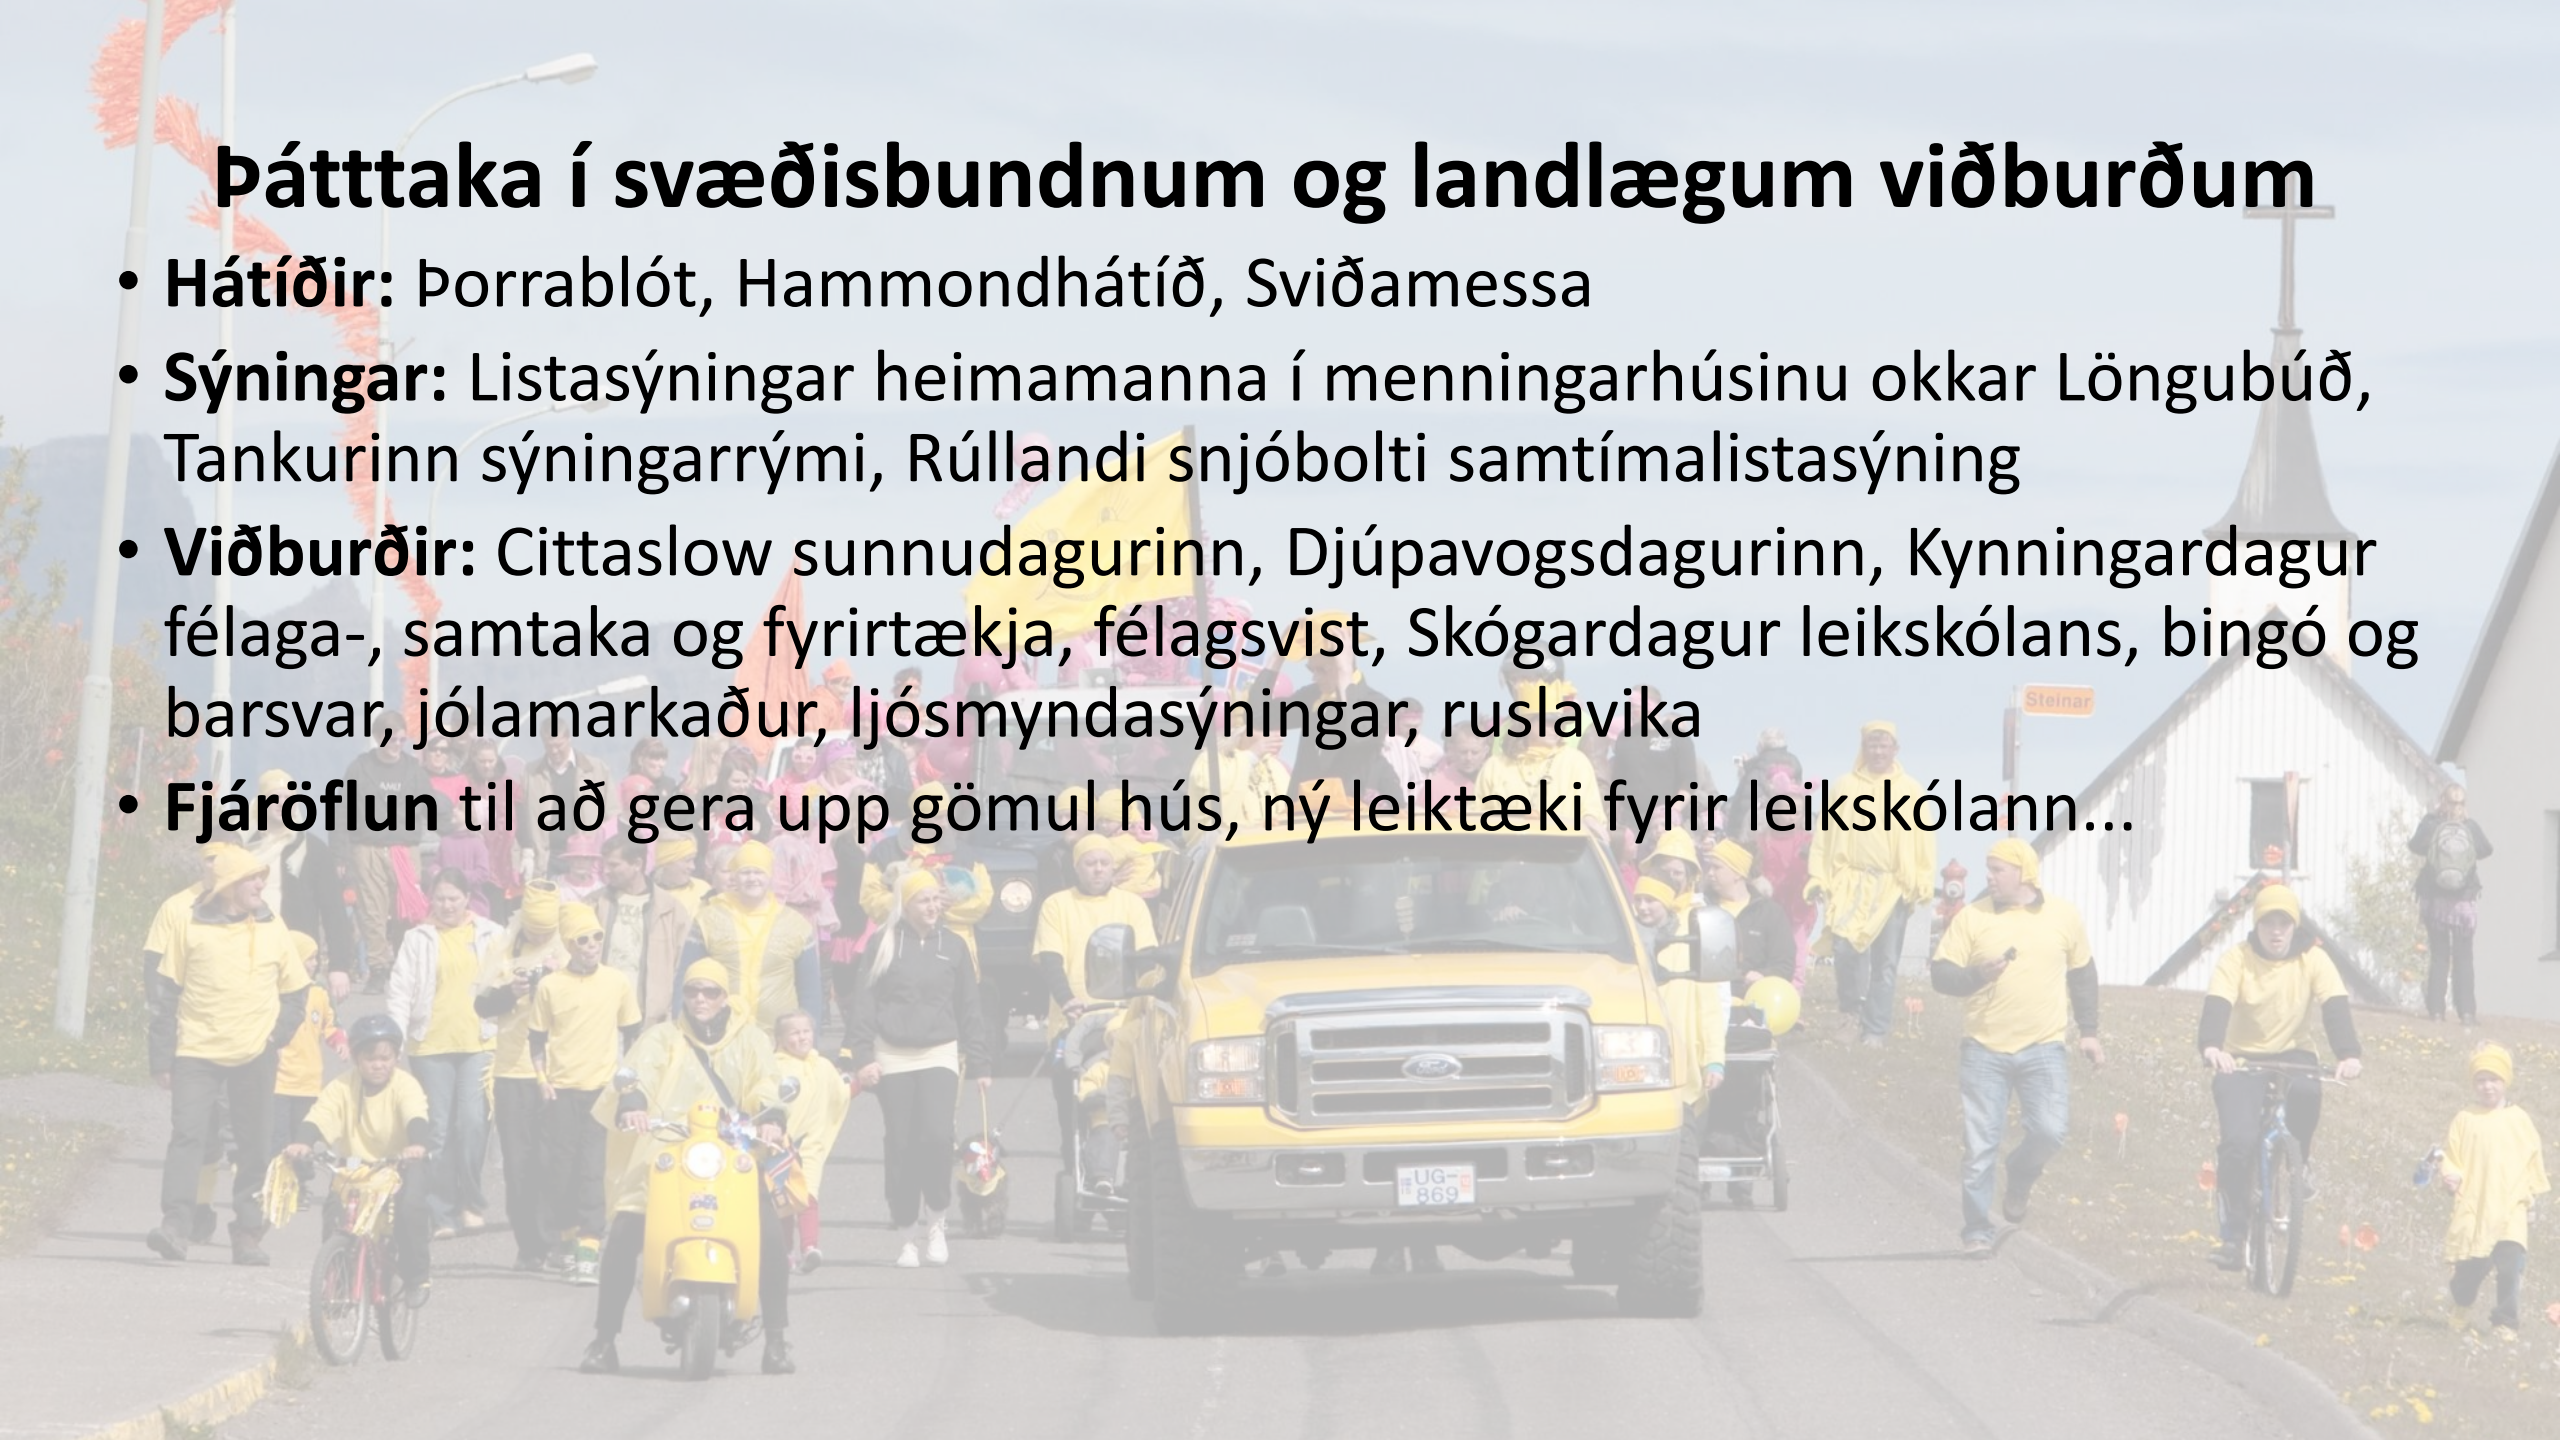 Þátttaka í svæðisbundnum og landlægum viðburðum
• Hátíðir: Þorrablót, Hammondhátíð, Sviðamessa
• Sýningar: Listasýningar heimamanna í menningarhúsinu okkar Löngubúð,
Tankurinn sýningarrými, Rúllandi snjóbolti samtímalistasýning
• Viðburðir: Cittaslow sunnudagurinn, Djúpavogsdagurinn, Kynningardagur
félaga-, samtaka og fyrirtækja, félagsvist, Skógardagur leikskólans, bingó og
barsvar, jólamarkaður, ljósmyndasýningar, ruslavika
Steinar
• Fjáröflun til að gera upp gömul hús, ný leiktæki fyrir leikskólann...
Ford
UG-
869